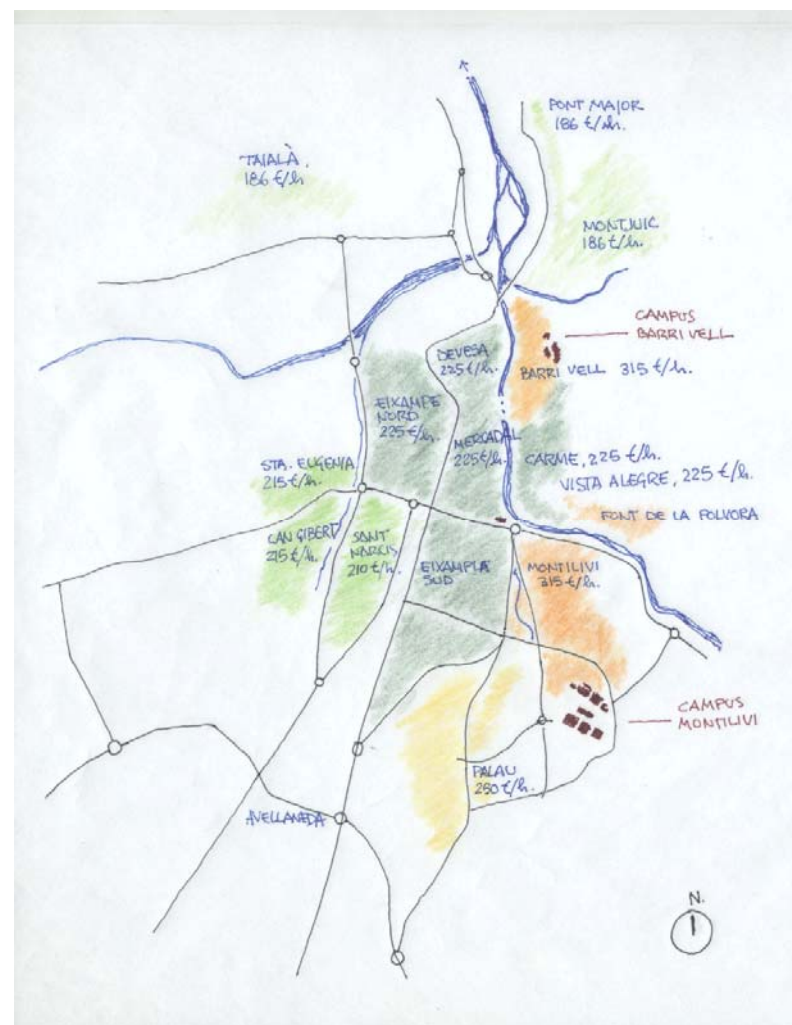 PONT MAJOR
186 €/h.
TAIALÀ.
186 €/h
MONTJUIC
186 €/h.
CAMPUS
BARRI VELL
DEVESA
225 €/h.
BARRI VELL 315 €/h.
EIXAMPE
NORD
225 €/h.
MERCADAL
225 €/h.
CARME, 225 €/h.
VISTA ALEGRE, 225 €/h.
STA. EUGENIA
215 €/h.
FONT DE LA POLVORA
CAN GIBERT
215 €/h.
SANT
NARCIS
210 €/h.
EIXAMPLE
SUD
MONTILIVI
315 €/h.
CAMPUS
MONTILIVI
PALAU
250 €/h.
AVELLANEDA
N.